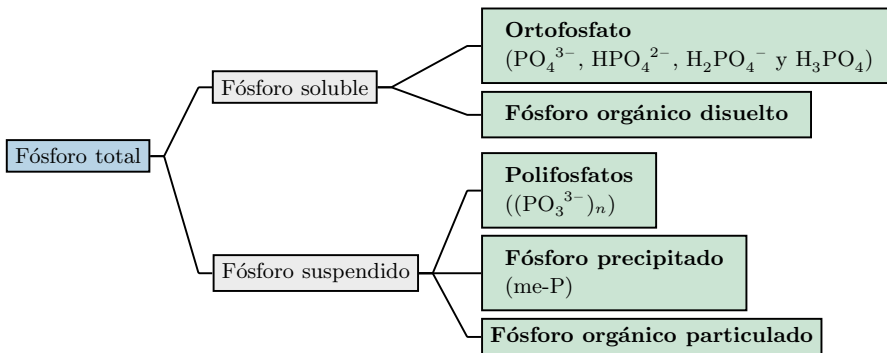 Fósforo total
Fósforo soluble
Ortofosfato
(PO₄³⁻, HPO₄²⁻, H₂PO₄⁻ y H₃PO₄)
Fósforo orgánico disuelto
Fósforo suspendido
Polifosfatos
((PO₃³⁻)ₙ)
Fósforo precipitado
(me-P)
Fósforo orgánico particulado